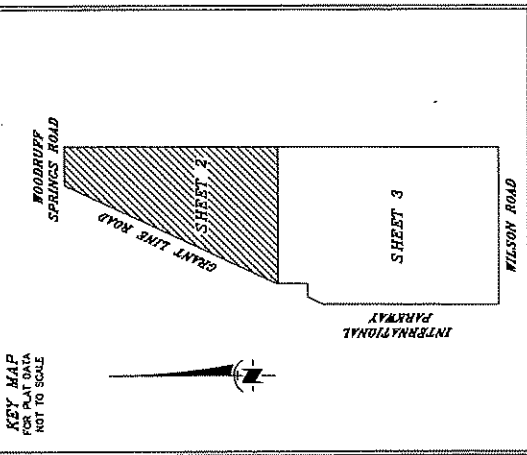 KEY MAP
FOR PLAT DATA
NOT TO SCALE
WOODRUFF
SPRINGS ROAD
GRANT LINE ROAD
SHEET 2
SHEET 3
INTERNATIONAL
PARKWAY
WILSON ROAD
N